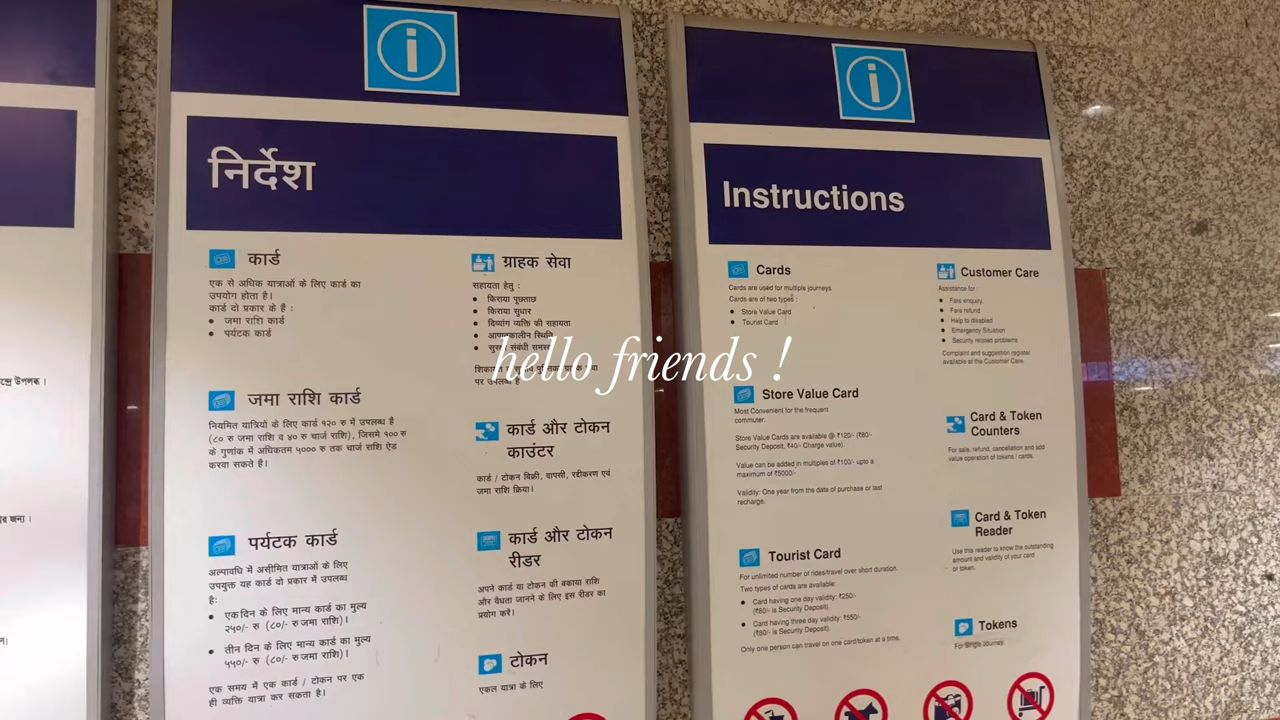 न्द्रे उपलब्ध।
निर्देश
कार्ड
एक से अधिक यात्राओं के लिए कार्ड का
उपयोग होता है।
कार्ड दो प्रकार के हैं :
• जमा राशि कार्ड
• पर्यटक कार्ड
जमा राशि कार्ड
नियमित यात्रियों के लिए कार्ड १२० रु में उपलब्ध है
(८० रु जमा राशि व ४० रु चार्ज राशि), जिसमे १०० रु
के गुणांक में अधिकतम ५००० रु तक चार्ज राशि ऐड
करवा सकते हैं।
पर्यटक कार्ड
अल्पावधि में असीमित यात्राओं के लिए
उपयुक्त यह कार्ड दो प्रकार में उपलब्ध
है:
• एक दिन के लिए मान्य कार्ड का मूल्य
२५०/- रु (८०/- रु जमा राशि)।
• तीन दिन के लिए मान्य कार्ड का मूल्य
५५०/- रु (८०/- रु जमा राशि)।
एक समय में एक कार्ड / टोकन पर एक
ही व्यक्ति यात्रा कर सकता है।
ग्राहक सेवा
सहायता हेतु :
• किराया पूछताछ
• किराया सुधार
• दिव्यांग व्यक्ति की सहायता
• आपातकालीन स्थिति
• सुरक्षा संबंधी
पर उपलब्ध है
कार्ड और टोकन
काउंटर
कार्ड / टोकन बिक्री, वापसी, रद्दीकरण एवं
जमा राशि क्रिया।
कार्ड और टोकन
रीडर
अपने कार्ड या टोकन की बकाया राशि
और वैधता जानने के लिए इस रीडर का
प्रयोग करें।
टोकन
एकल यात्रा के लिए
hello friends !
Instructions
Cards
Cards are used for multiple journeys
Cards are of two types :
• Store Value Card
• Tourist Card
Store Value Card
Most Convenient for the frequent
commuter.
Store Value Cards are available @ ₹120/- (₹80/-
Security Deposit, ₹40/- Charge value)
Value can be added in multiples of ₹100/- upto a
maximum of ₹5000/-
Validity: One year from the date of purchase or last
recharge.
Tourist Card
For unlimited number of rides/travel over short duration.
Two types of cards are available:
• Card having one day validity: ₹250/-
(₹80/- is Security Deposit).
• Card having three day validity: ₹550/-
(₹80/- is Security Deposit).
Only one person can travel on one card/token at a time.
Customer Care
Assistance for :
• Fare enquiry,
• Fare refund
• Help to disabled
• Emergency Situation
• Security related problems
Complaint and suggestion register
available at the Customer Care.
Card & Token
Counters
For sale, refund, cancellation and add
value operation of tokens / cards.
Card & Token
Reader
Use this reader to know the outstanding
amount and validity of your card
or token.
Tokens
For Single Journey.